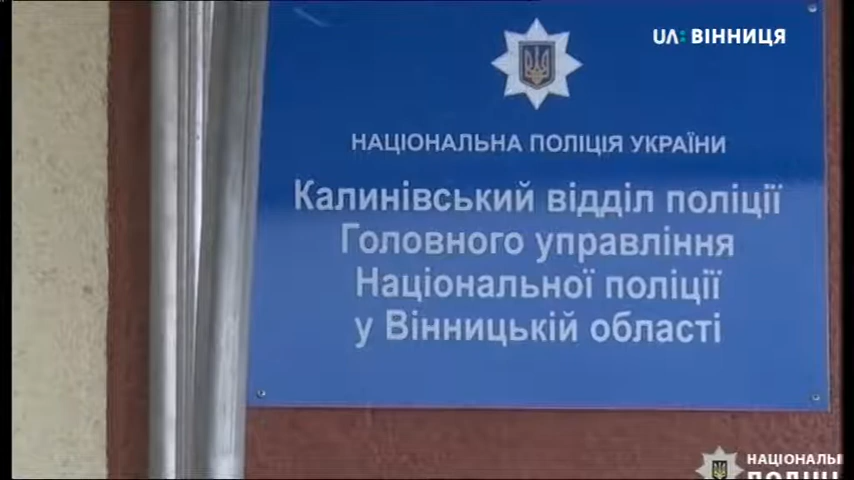 UA: ВІННИЦЯ
НАЦІОНАЛЬНА ПОЛІЦІЯ УКРАЇНИ
Калинівський відділ поліції
Головного управління
Національної поліції
у Вінницькій області